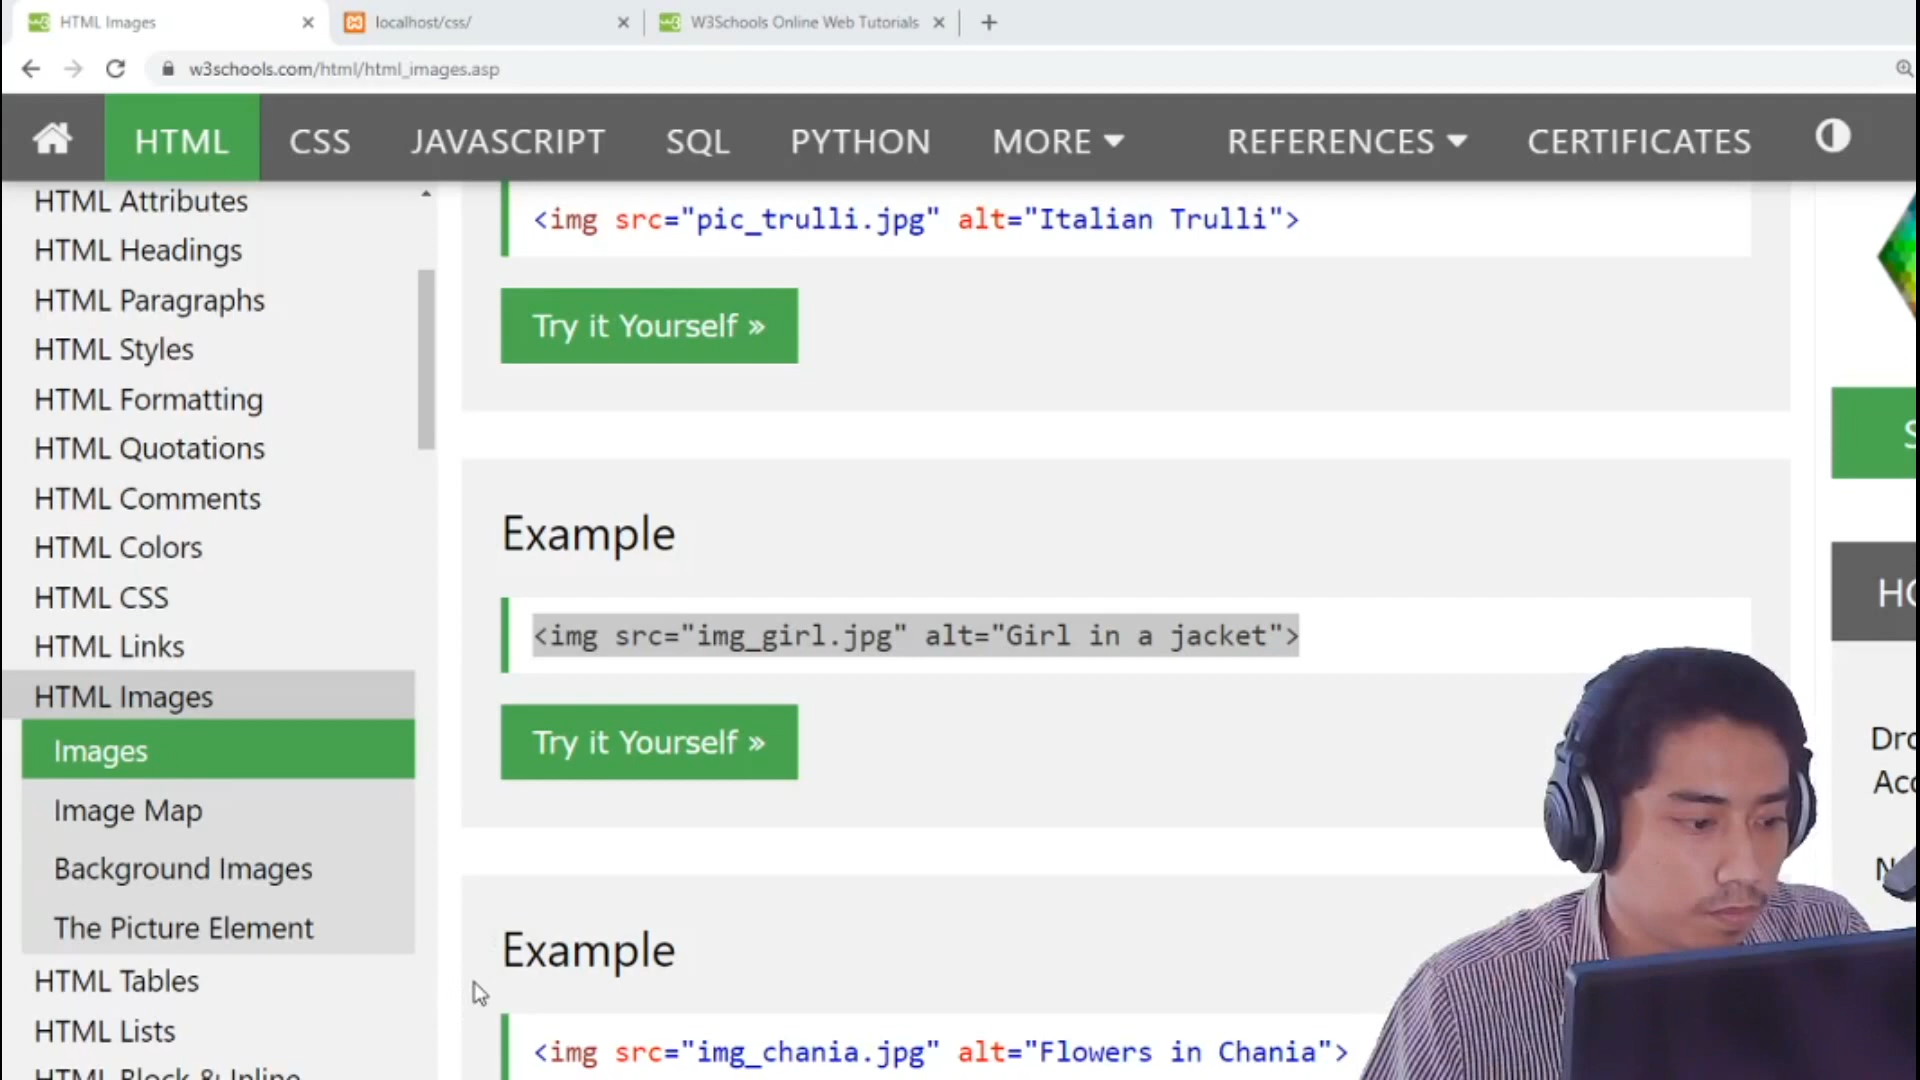 HTML Images
localhost/css/
W3Schools Online Web Tutorials
w3schools.com/html/html_images.asp
HTML CSS JAVASCRIPT SQL PYTHON MORE REFERENCES CERTIFICATES
HTML Attributes
HTML Headings
HTML Paragraphs
HTML Styles
HTML Formatting
HTML Quotations
HTML Comments
HTML Colors
HTML CSS
HTML Links
HTML Images
Images
Image Map
Background Images
The Picture Element
HTML Tables
HTML Lists
HTML Block & Inline
<img src="pic_trulli.jpg" alt="Italian Trulli">
Try it Yourself »
Example
<img src="img_girl.jpg" alt="Girl in a jacket">
Try it Yourself »
Example
<img src="img_chania.jpg" alt="Flowers in Chania">